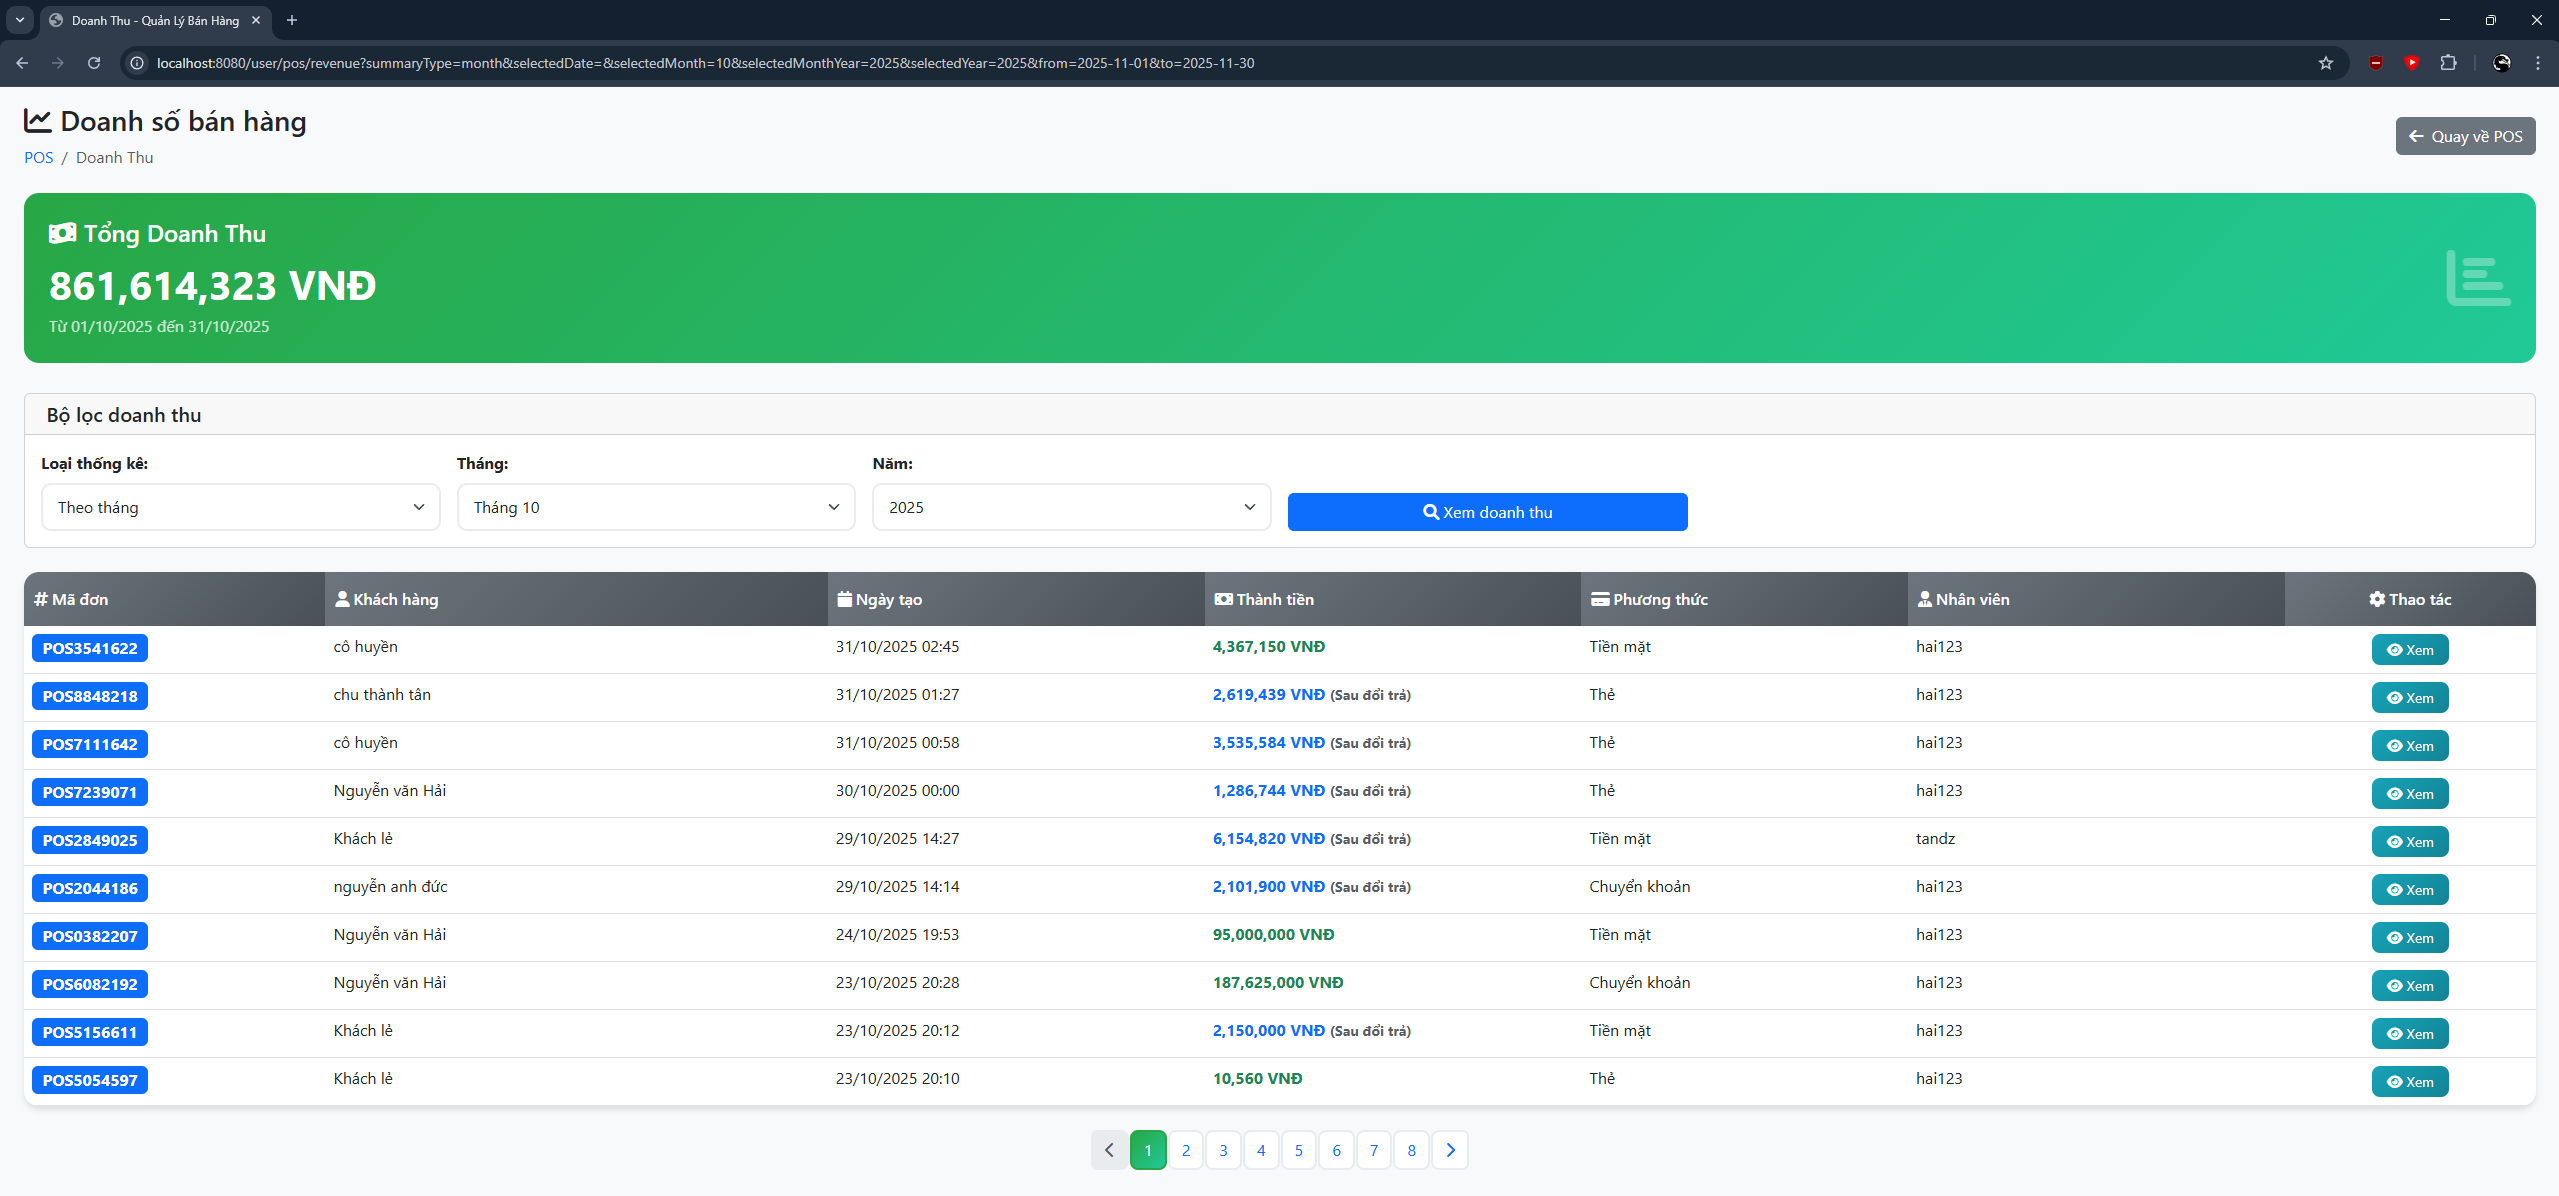 Doanh Thu - Quản Lý Bán Hàng
localhost:8080/user/pos/revenue?summaryType=month&selectedDate=&selectedMonth=10&selectedMonthYear=2025&selectedYear=2025&from=2025-11-01&to=2025-11-30
Doanh số bán hàng
POS / Doanh Thu
Quay về POS
Tổng Doanh Thu
861,614,323 VNĐ
Từ 01/10/2025 đến 31/10/2025
Bộ lọc doanh thu
Loại thống kê: Tháng: Năm:
Theo tháng Tháng 10 2025 Xem doanh thu
Mã đơn Khách hàng Ngày tạo Thành tiền Phương thức Nhân viên Thao tác
POS3541622 cô huyền 31/10/2025 02:45 4,367,150 VNĐ Tiền mặt hai123 Xem
POS8848218 chu thành tân 31/10/2025 01:27 2,619,439 VNĐ (Sau đổi trả) Thẻ hai123 Xem
POS7111642 cô huyền 31/10/2025 00:58 3,535,584 VNĐ (Sau đổi trả) Thẻ hai123 Xem
POS7239071 Nguyễn văn Hải 30/10/2025 00:00 1,286,744 VNĐ (Sau đổi trả) Thẻ hai123 Xem
POS2849025 Khách lẻ 29/10/2025 14:27 6,154,820 VNĐ (Sau đổi trả) Tiền mặt tandz Xem
POS2044186 nguyễn anh đức 29/10/2025 14:14 2,101,900 VNĐ (Sau đổi trả) Chuyển khoản hai123 Xem
POS0382207 Nguyễn văn Hải 24/10/2025 19:53 95,000,000 VNĐ Tiền mặt hai123 Xem
POS6082192 Nguyễn văn Hải 23/10/2025 20:28 187,625,000 VNĐ Chuyển khoản hai123 Xem
POS5156611 Khách lẻ 23/10/2025 20:12 2,150,000 VNĐ (Sau đổi trả) Tiền mặt hai123 Xem
POS5054597 Khách lẻ 23/10/2025 20:10 10,560 VNĐ Thẻ hai123 Xem
1 2 3 4 5 6 7 8